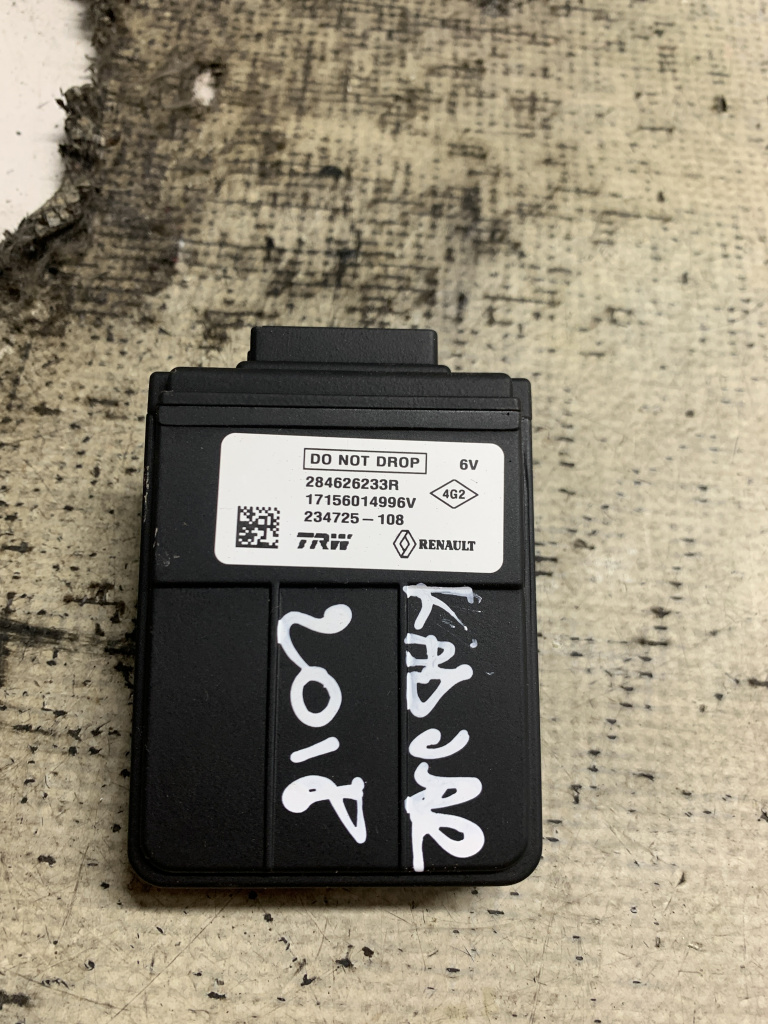 DO NOT DROP 6V
284626233R
17156014996V 4G2
234725-108
TRW RENAULT
KADJAR
2018